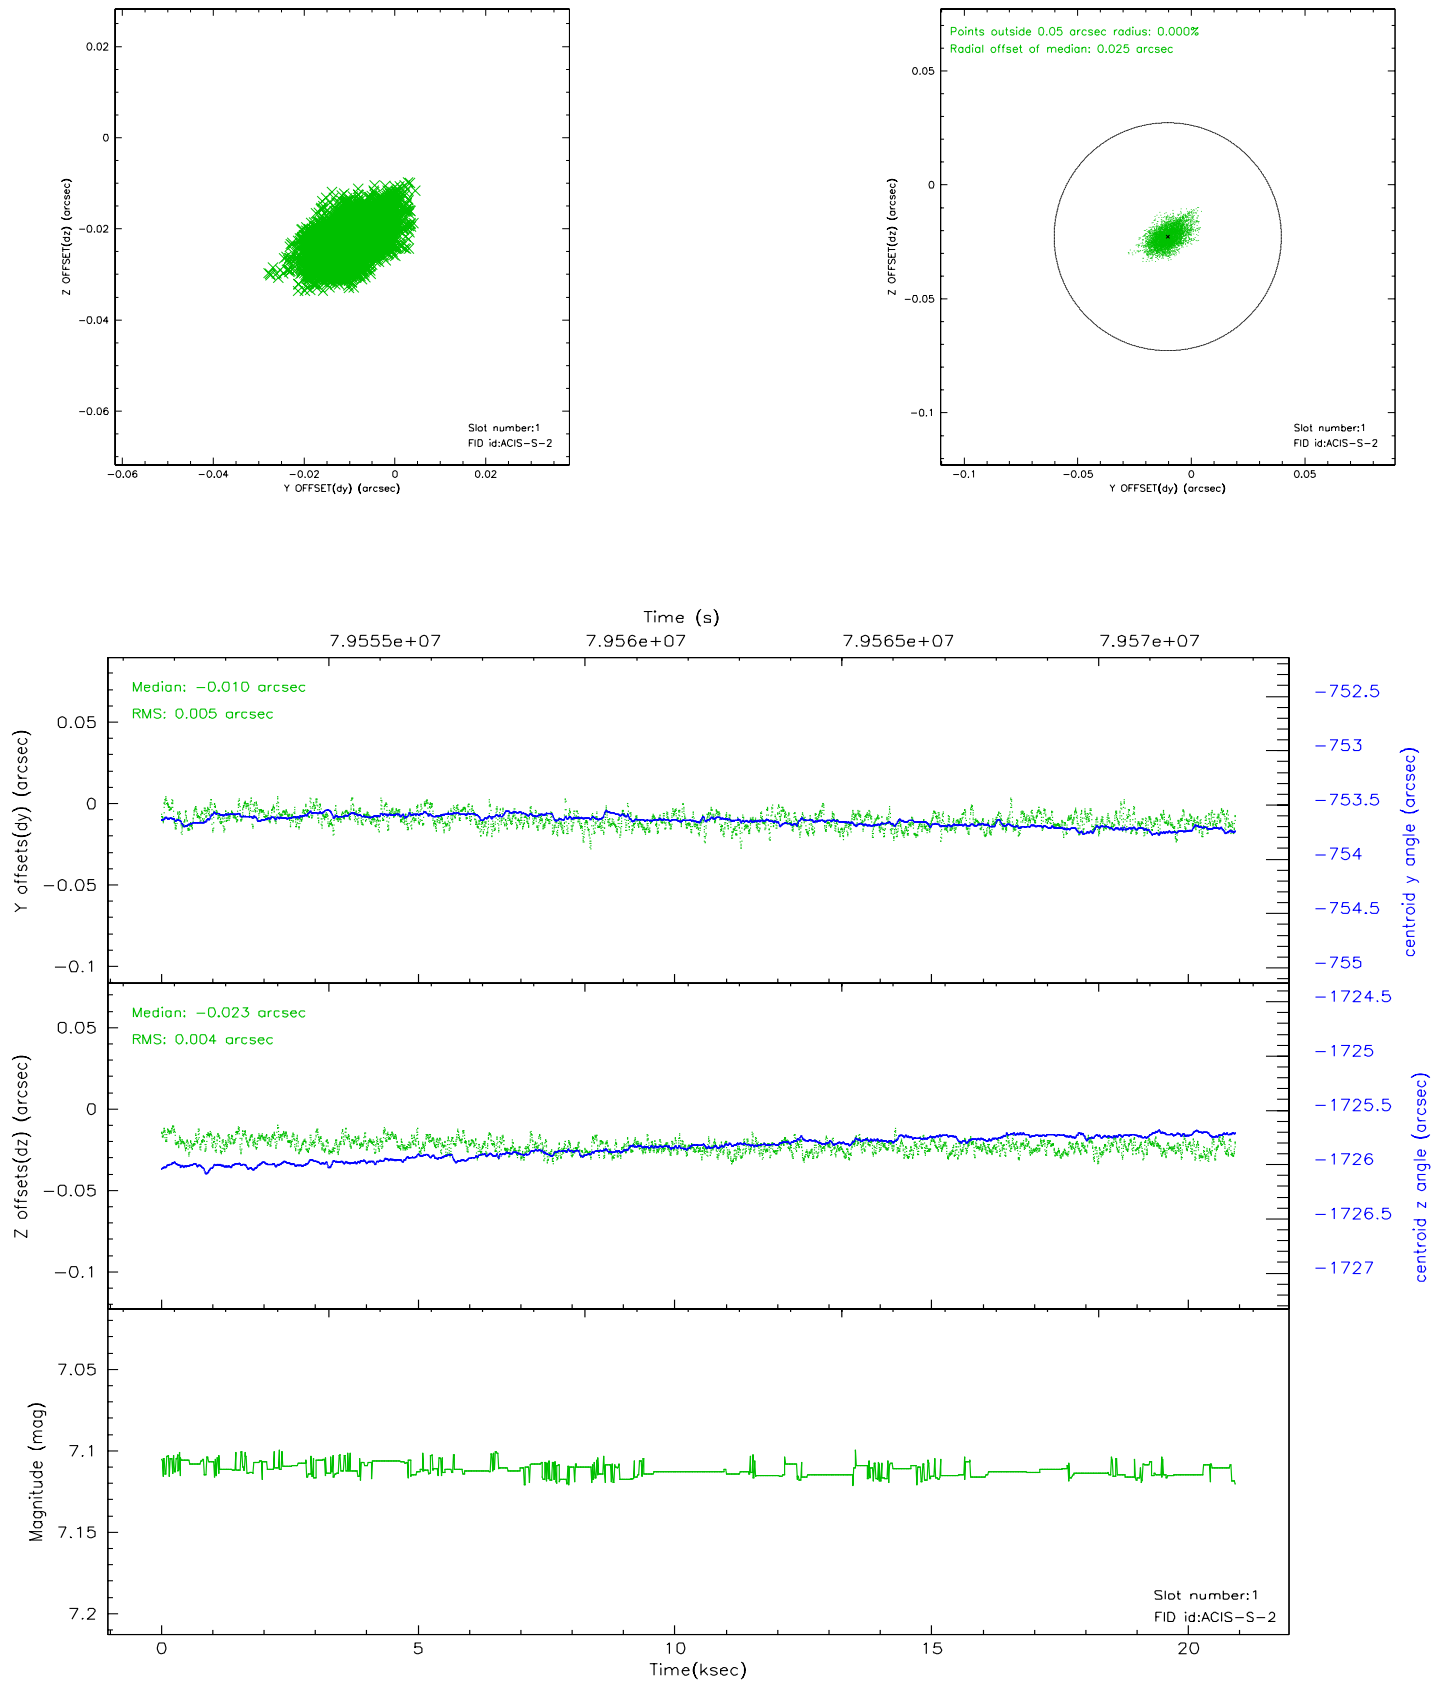 0.02
0
-0.02
-0.04
-0.06
Z OFFSET(dz) (arcsec)
Slot number:1
FID id:ACIS-S-2
-0.06 -0.04 -0.02 0 0.02
Y OFFSET(dy) (arcsec)
Points outside 0.05 arcsec radius: 0.000%
Radial offset of median: 0.025 arcsec
0.05
0
-0.05
-0.1
Z OFFSET(dz) (arcsec)
Slot number:1
FID id:ACIS-S-2
-0.1 -0.05 0 0.05
Y OFFSET(dy) (arcsec)
Time (s)
7.9555e+07 7.956e+07 7.9565e+07 7.957e+07
Median: -0.010 arcsec
RMS: 0.005 arcsec
0.05
0
-0.05
-0.1
Y offsets(dy) (arcsec)
-752.5
-753
-753.5
-754
-754.5
-755
centroid y angle (arcsec)
Median: -0.023 arcsec
RMS: 0.004 arcsec
0.05
0
-0.05
-0.1
Z offsets(dz) (arcsec)
-1724.5
-1725
-1725.5
-1726
-1726.5
-1727
centroid z angle (arcsec)
7.05
7.1
7.15
7.2
Magnitude (mag)
Slot number:1
FID id:ACIS-S-2
0 5 10 15 20
Time(ksec)